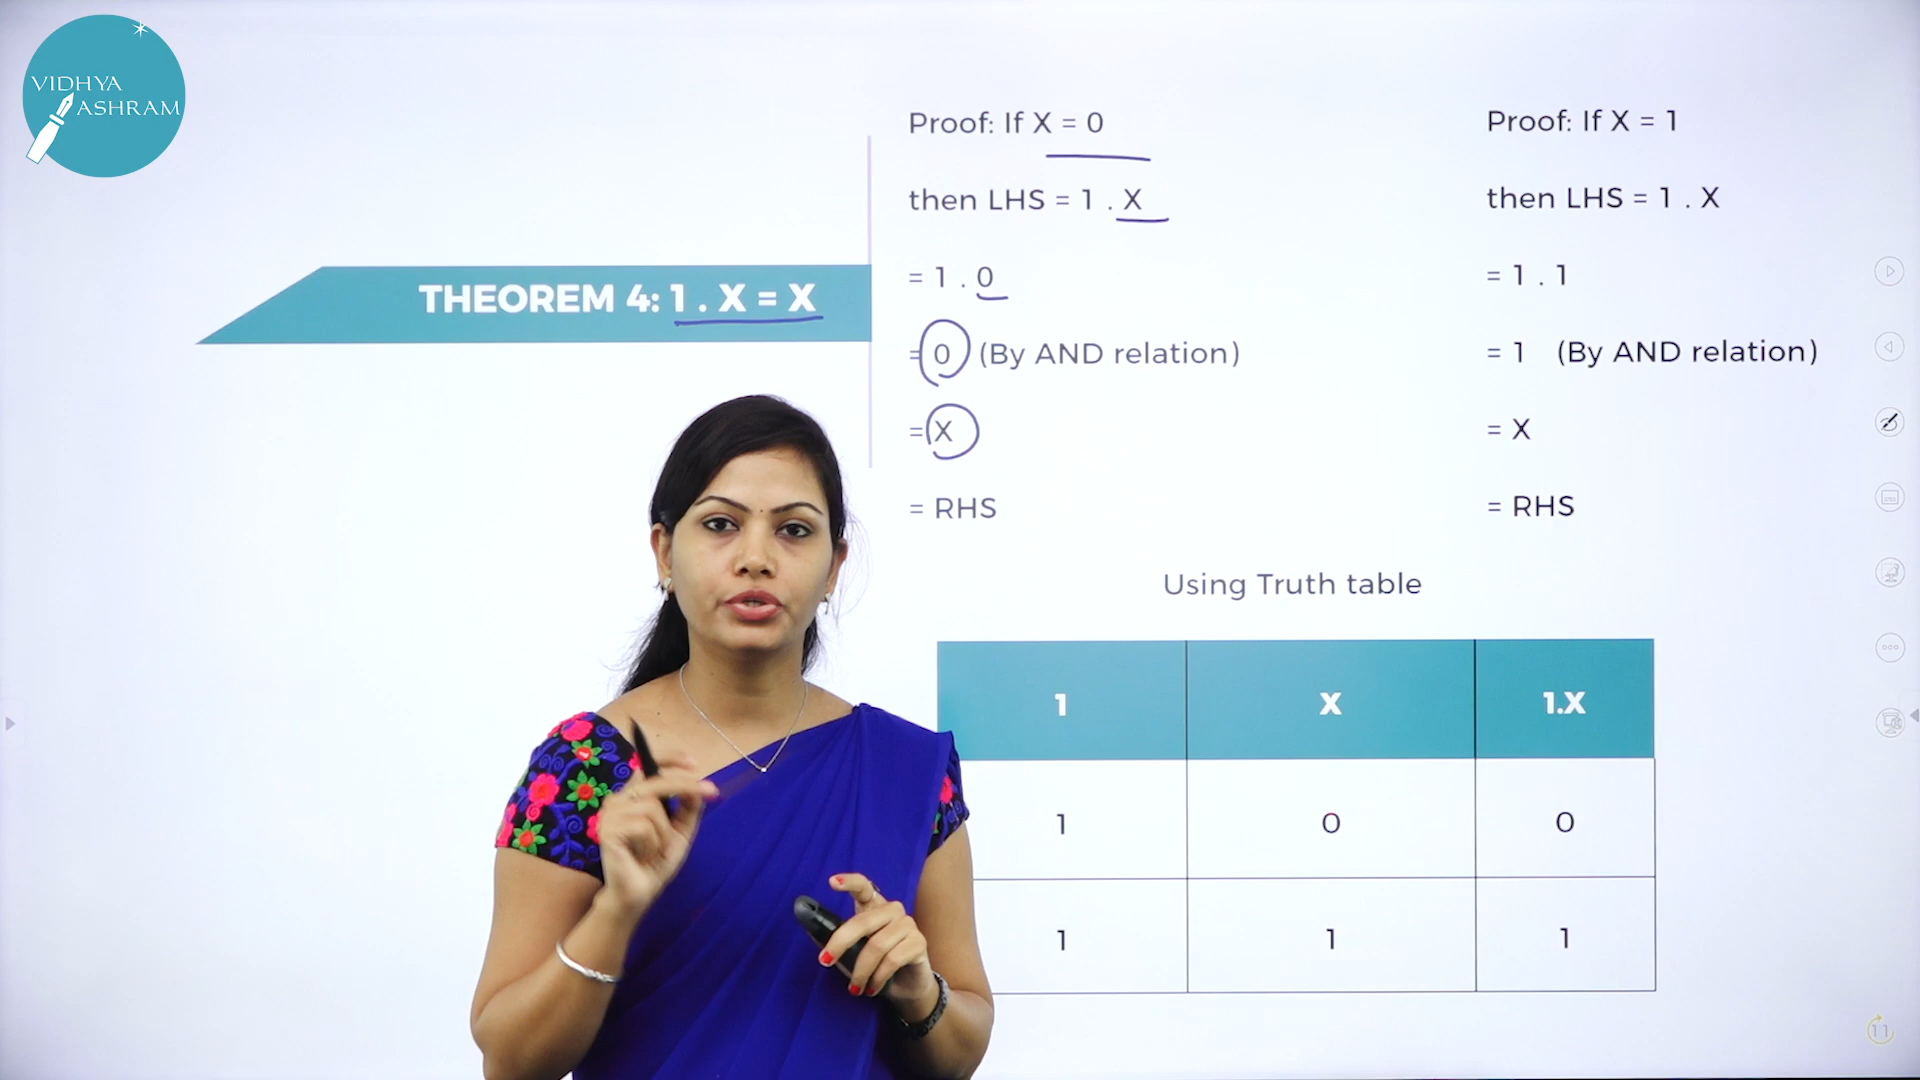 VIDHYA
ASHRAM
THEOREM 4: 1 . X = X
Proof: If X = 0
then LHS = 1 . X
= 1 . 0
= 0 (By AND relation)
= X
= RHS
Proof: If X = 1
then LHS = 1 . X
= 1 . 1
= 1 (By AND relation)
= X
= RHS
Using Truth table
1 X 1.X
1 0 0
1 1 1
11